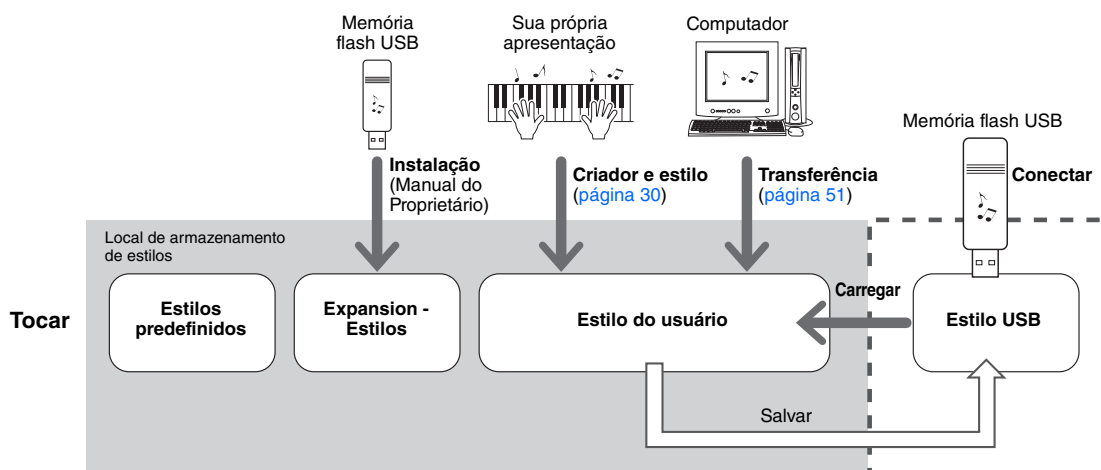 Memória
flash USB
Sua própria
apresentação
Computador
Memória flash USB
Instalação
(Manual do
Proprietário)
Criador e estilo
(página 30)
Transferência
(página 51)
Conectar
Local de armazenamento
de estilos
Tocar
Estilos
predefinidos
Expansion -
Estilos
Estilo do usuário
Carregar
Estilo USB
Salvar